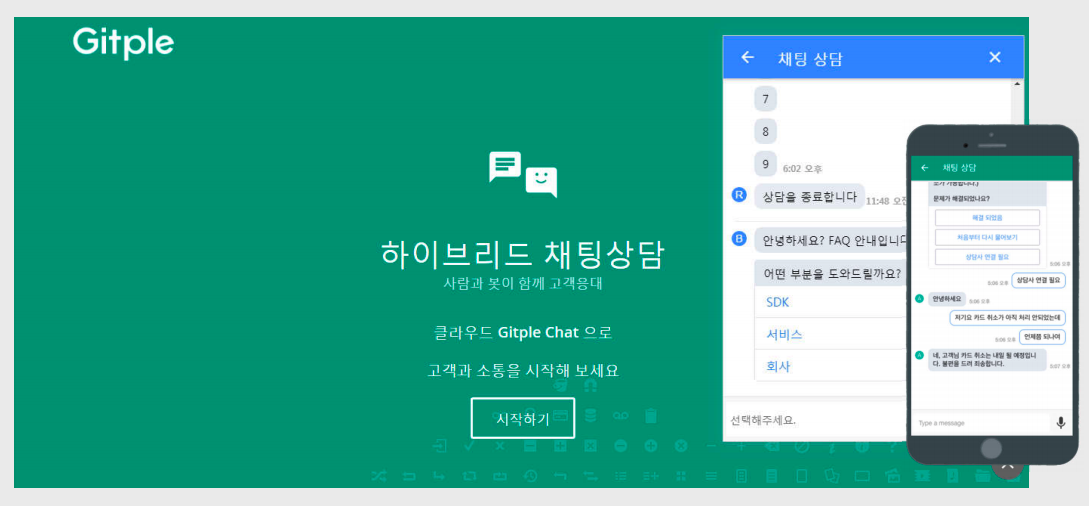 Gitple
하이브리드 채팅상담
사람과 봇이 함께 고객응대
클라우드 Gitple Chat 으로
고객과 소통을 시작해 보세요
시작하기
채팅 상담
7
8
9 6:02 오후
R 상담을 종료합니다 11:48 오전
B 안녕하세요? FAQ 안내입니다
어떤 부분을 도와드릴까요?
SDK
서비스
회사
선택해주세요.
채팅 상담
문제가 해결되었나요?
해결 되었음
처음부터 다시 물어보기
상담사 연결 필요
5:06 오후
5:06 오후 상담사 연결 필요
A 안녕하세요 5:06 오후
저기요 카드 취소가 아직 처리 안되었는데
5:06 오후 언제쯤 되나여
A 네, 고객님 카드 취소는 내일 될 예정입니
다. 불편을 드려 죄송합니다. 5:07 오후
Type a message